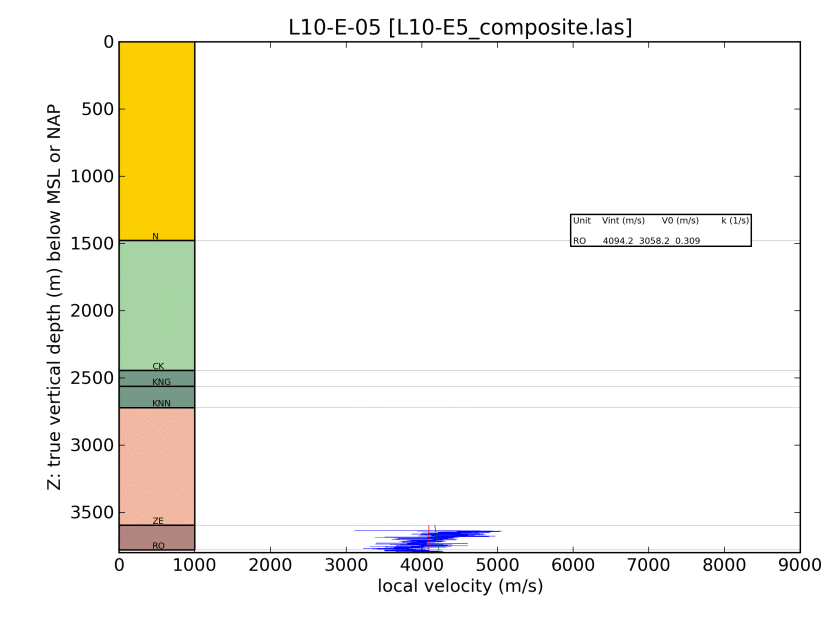 L10-E-05 [L10-E5_composite.las]
Z: true vertical depth (m) below MSL or NAP
0
500
1000
1500
2000
2500
3000
3500
N
CK
KNG
KNN
ZE
RO
Unit Vint (m/s) V0 (m/s) k (1/s)
RO 4094.2 3058.2 0.309
0 1000 2000 3000 4000 5000 6000 7000 8000 9000
local velocity (m/s)